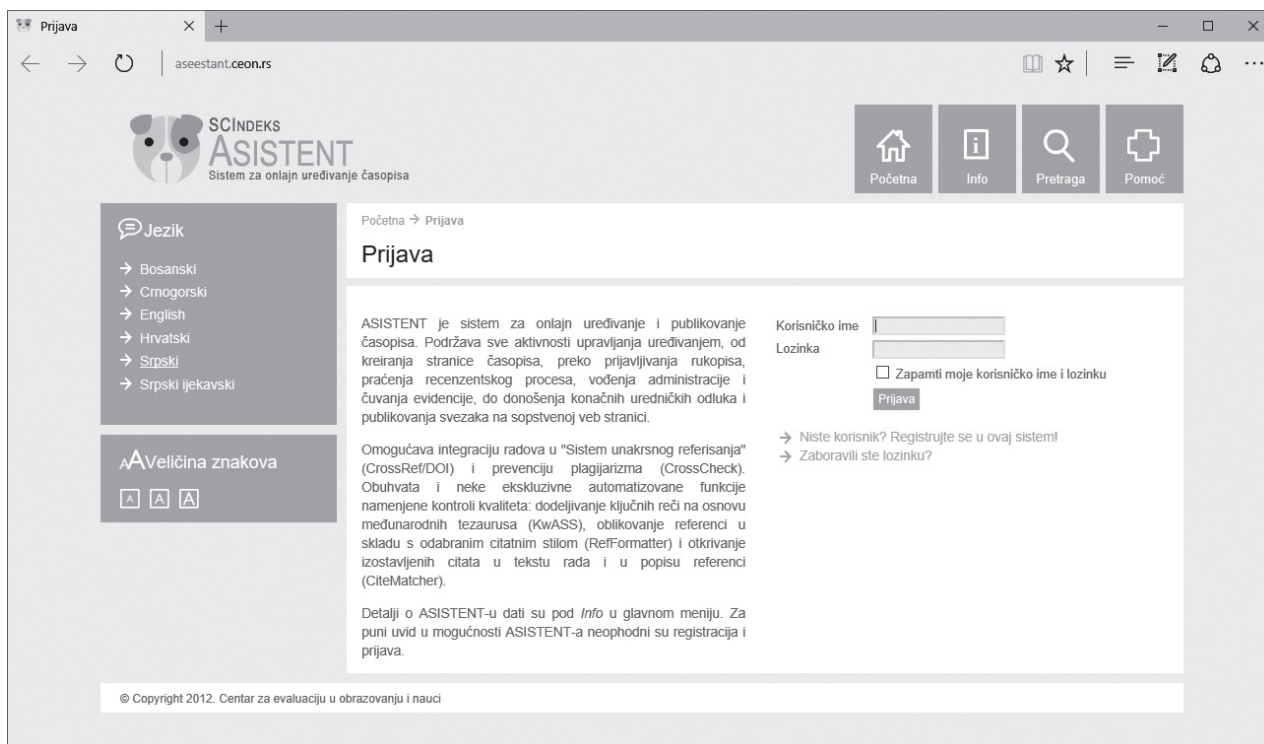 Prijava
aseestant.ceon.rs
SCINDEKS
ASISTENT
Sistem za onlajn uređivanje časopisa
Početna
Info
Pretraga
Pomoć
Jezik
Bosanski
Crnogorski
English
Hrvatski
Srpski
Srpski ijekavski
AAVeličina znakova
A A A
Početna → Prijava
Prijava
ASISTENT je sistem za onlajn uređivanje i publikovanje
časopisa. Podržava sve aktivnosti upravljanja uređivanjem, od
kreiranja stranice časopisa, preko prijavljivanja rukopisa,
praćenja recenzentskog procesa, vođenja administracije i
čuvanja evidencije, do donošenja konačnih uredničkih odluka i
publikovanja svezaka na sopstvenoj veb stranici.
Omogućava integraciju radova u "Sistem unakrsnog referisanja"
(CrossRef/DOI) i prevenciju plagijarizma (CrossCheck).
Obuhvata i neke ekskluzivne automatizovane funkcije
namenjene kontroli kvaliteta: dodeljivanje ključnih reči na osnovu
međunarodnih tezaurusa (KwASS), oblikovanje referenci u
skladu s odabranim citatnim stilom (RefFormatter) i otkrivanje
izostavljenih citata u tekstu rada i u popisu referenci
(CiteMatcher).
Detalji o ASISTENT-u dati su pod Info u glavnom meniju. Za
puni uvid u mogućnosti ASISTENT-a neophodni su registracija i
prijava.
Korisničko ime
Lozinka
Zapamti moje korisničko ime i lozinku
Prijava
Niste korisnik? Registrujte se u ovaj sistem!
Zaboravili ste lozinku?
© Copyright 2012. Centar za evaluaciju u obrazovanju i nauci